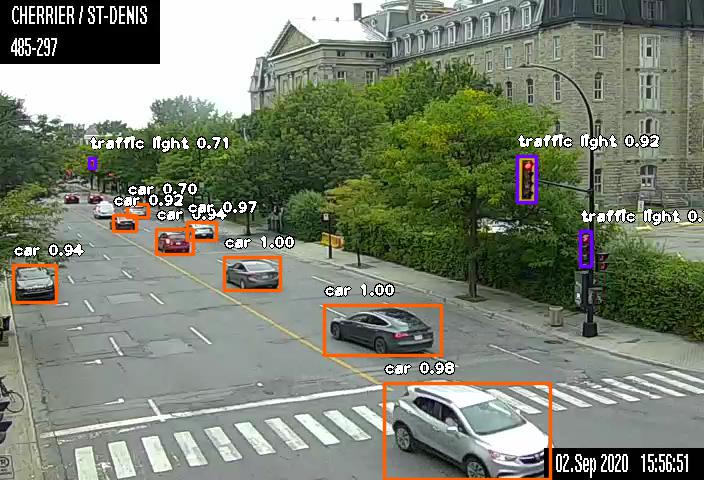 CHERRIER / ST-DENIS
485-297
traffic light 0.71
traffic light 0.92
car 0.70
car 0.92
car 0.94
car 0.97
traffic light 0.
car 0.94
car 1.00
car 1.00
car 0.98
02.Sep 2020 15:56:51